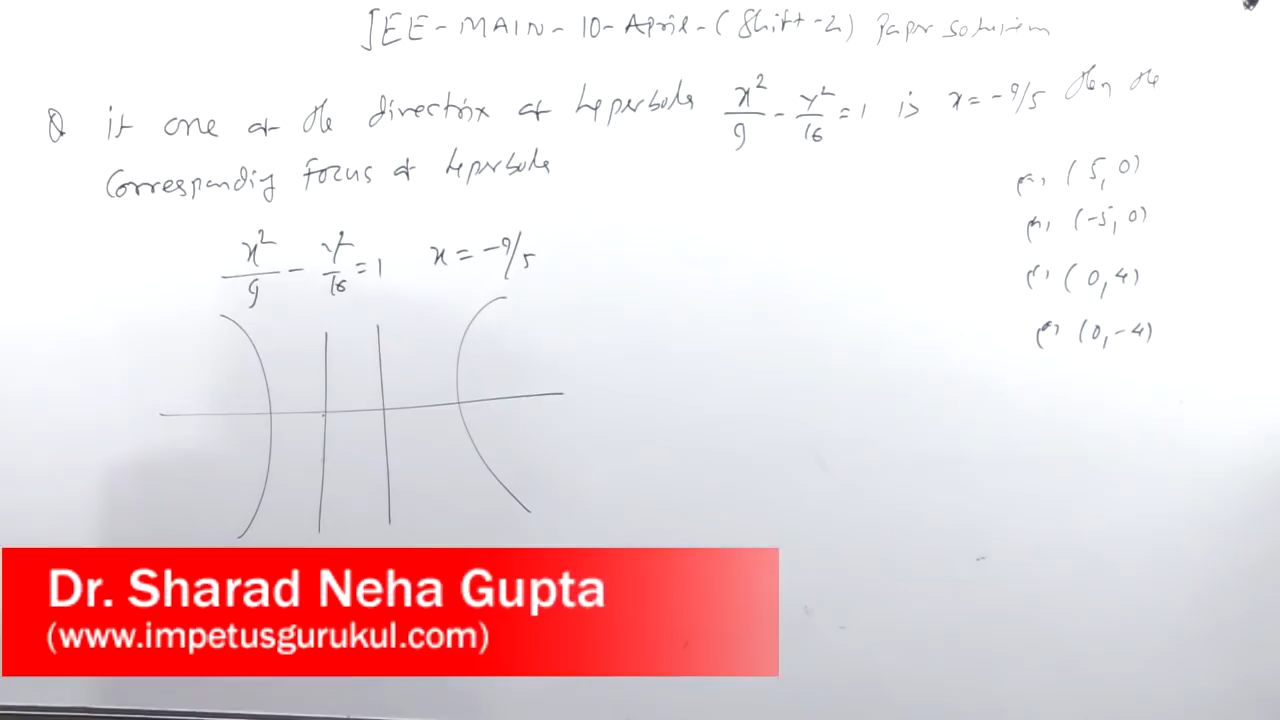 JEE-MAIN-10-April-(Shift-2) Paper solution
Q if one of the directrix of hyperbola x²/9 - y²/16 = 1 is x = -9/5 then the
Corresponding focus of hyperbola
(5, 0)
(-5, 0)
(0, 4)
(0, -4)
x²/9 - y²/16 = 1 x = -9/5
Dr. Sharad Neha Gupta
(www.impetusgurukul.com)